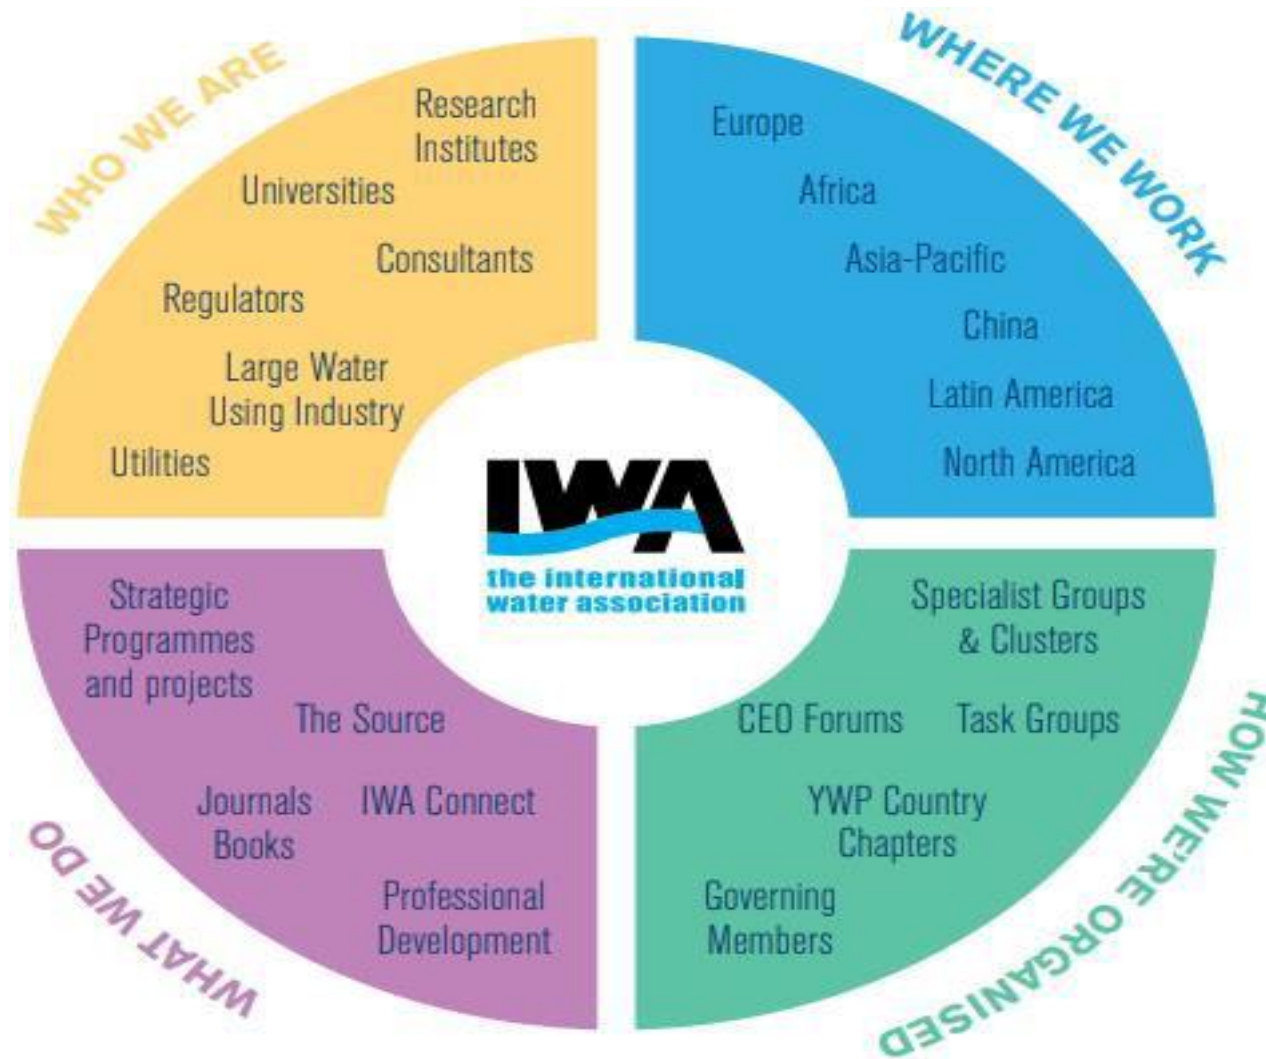 WHO WE ARE
Research
Institutes
Universities
Consultants
Regulators
Large Water
Using Industry
Utilities
WHERE WE WORK
Europe
Africa
Asia-Pacific
China
Latin America
North America
IWA
the international
water association
Strategic
Programmes
and projects
The Source
Journals
Books
IWA Connect
Professional
Development
WHAT WE DO
Specialist Groups
& Clusters
CEO Forums
Task Groups
YWP Country
Chapters
Governing
Members
HOW WE'RE ORGANISED